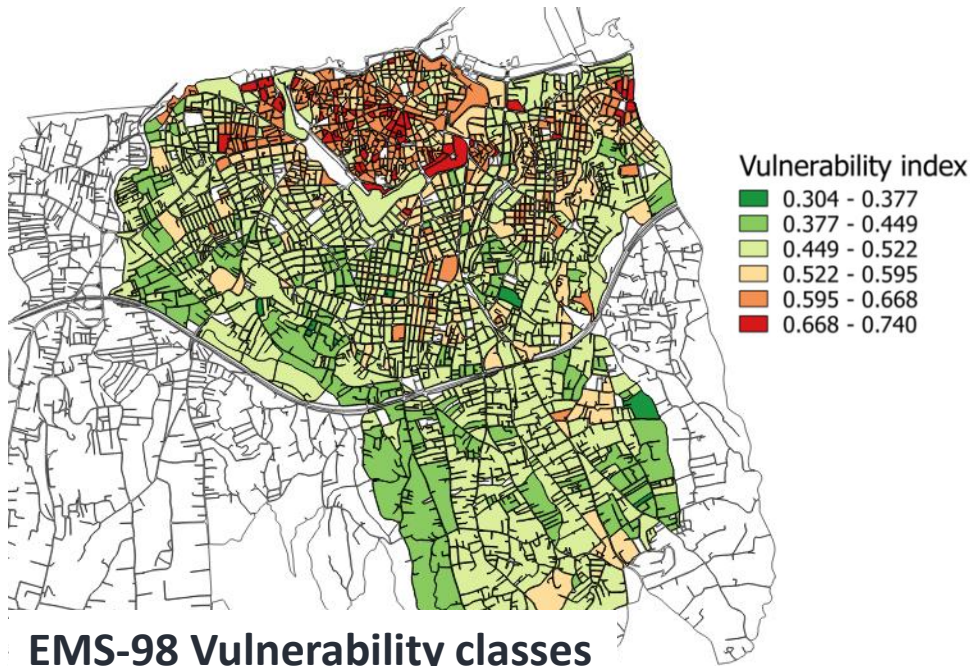 Vulnerability index
0.304 - 0.377
0.377 - 0.449
0.449 - 0.522
0.522 - 0.595
0.595 - 0.668
0.668 - 0.740
EMS-98 Vulnerability classes